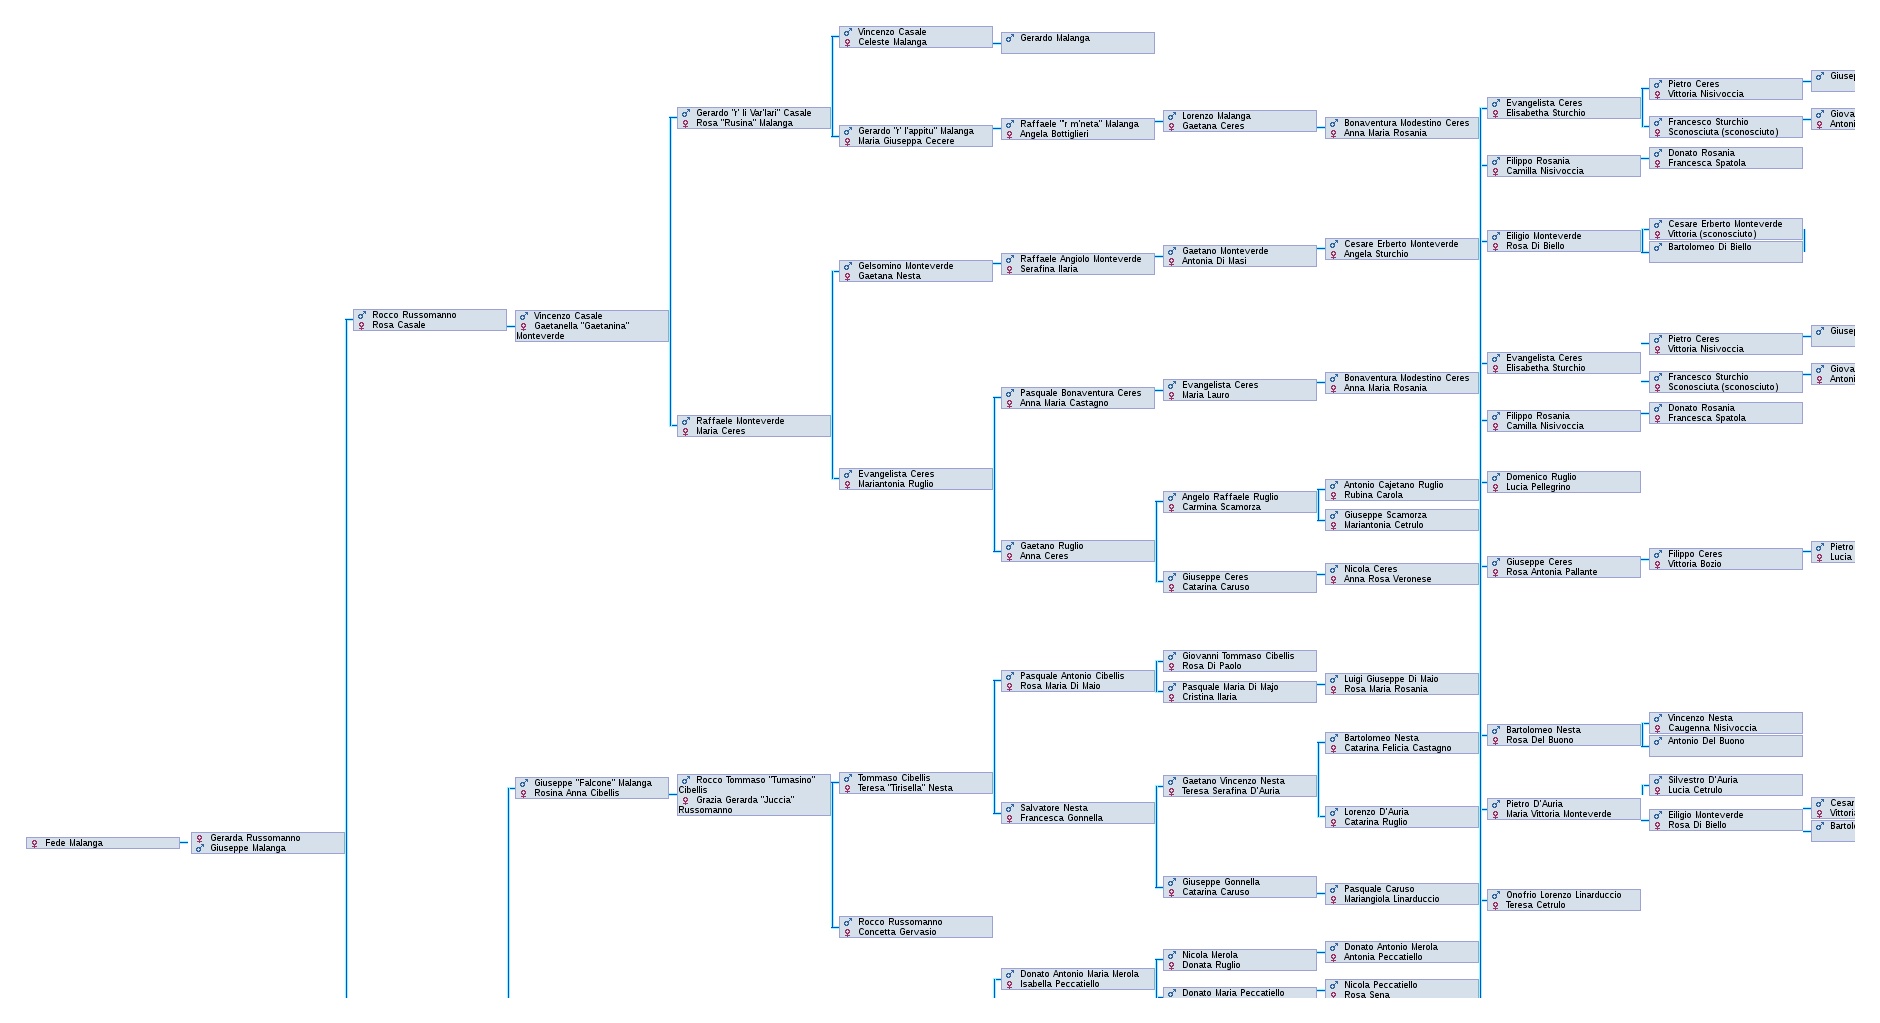 Vincenzo Casale
Celeste Malanga
Gerardo Malanga
Gerardo "r' li Var'lari" Casale
Rosa "Rusina" Malanga
Gerardo "r' l'appitu" Malanga
Maria Giuseppa Cecere
Raffaele "'r m'neta" Malanga
Angela Bottiglieri
Lorenzo Malanga
Gaetana Ceres
Bonaventura Modestino Ceres
Anna Maria Rosania
Evangelista Ceres
Elisabetha Sturchio
Pietro Ceres
Vittoria Nisivoccia
Giusep
Francesco Sturchio
Sconosciuta (sconosciuto)
Giova
Antoni
Filippo Rosania
Camilla Nisivoccia
Donato Rosania
Francesca Spatola
Gelsomino Monteverde
Gaetana Nesta
Raffaele Angiolo Monteverde
Serafina Ilaria
Gaetano Monteverde
Antonia Di Masi
Cesare Erberto Monteverde
Angela Sturchio
Eiligio Monteverde
Rosa Di Biello
Cesare Erberto Monteverde
Vittoria (sconosciuto)
Bartolomeo Di Biello
Rocco Russomanno
Rosa Casale
Vincenzo Casale
Gaetanella "Gaetanina"
Monteverde
Raffaele Monteverde
Maria Ceres
Evangelista Ceres
Mariantonia Ruglio
Pasquale Bonaventura Ceres
Anna Maria Castagno
Evangelista Ceres
Maria Lauro
Bonaventura Modestino Ceres
Anna Maria Rosania
Evangelista Ceres
Elisabetha Sturchio
Pietro Ceres
Vittoria Nisivoccia
Giusep
Francesco Sturchio
Sconosciuta (sconosciuto)
Giova
Antoni
Filippo Rosania
Camilla Nisivoccia
Donato Rosania
Francesca Spatola
Gaetano Ruglio
Anna Ceres
Angelo Raffaele Ruglio
Carmina Scamorza
Antonio Cajetano Ruglio
Rubina Carola
Giuseppe Scamorza
Mariantonia Cetrulo
Domenico Ruglio
Lucia Pellegrino
Giuseppe Ceres
Catarina Caruso
Nicola Ceres
Anna Rosa Veronese
Giuseppe Ceres
Rosa Antonia Pallante
Filippo Ceres
Vittoria Bozio
Pietro
Lucia
Fede Malanga
Gerarda Russomanno
Giuseppe Malanga
Giuseppe "Falcone" Malanga
Rosina Anna Cibellis
Rocco Tommaso "Tumasino"
Cibellis
Grazia Gerarda "Juccia"
Russomanno
Tommaso Cibellis
Teresa "Tirisella" Nesta
Pasquale Antonio Cibellis
Rosa Maria Di Maio
Giovanni Tommaso Cibellis
Rosa Di Paolo
Pasquale Maria Di Majo
Cristina Ilaria
Luigi Giuseppe Di Maio
Rosa Maria Rosania
Salvatore Nesta
Francesca Gonnella
Gaetano Vincenzo Nesta
Teresa Serafina D'Auria
Bartolomeo Nesta
Catarina Felicia Castagno
Bartolomeo Nesta
Rosa Del Buono
Vincenzo Nesta
Caugenna Nisivoccia
Antonio Del Buono
Lorenzo D'Auria
Catarina Ruglio
Pietro D'Auria
Maria Vittoria Monteverde
Silvestro D'Auria
Lucia Cetrulo
Eiligio Monteverde
Rosa Di Biello
Cesar
Vittoria
Bartolo
Giuseppe Gonnella
Catarina Caruso
Pasquale Caruso
Mariangiola Linarduccio
Onofrio Lorenzo Linarduccio
Teresa Cetrulo
Rocco Russomanno
Concetta Gervasio
Donato Antonio Maria Merola
Isabella Peccatiello
Nicola Merola
Donata Ruglio
Donato Antonio Merola
Antonia Peccatiello
Donato Maria Peccatiello
Nicola Peccatiello
Rosa Sena